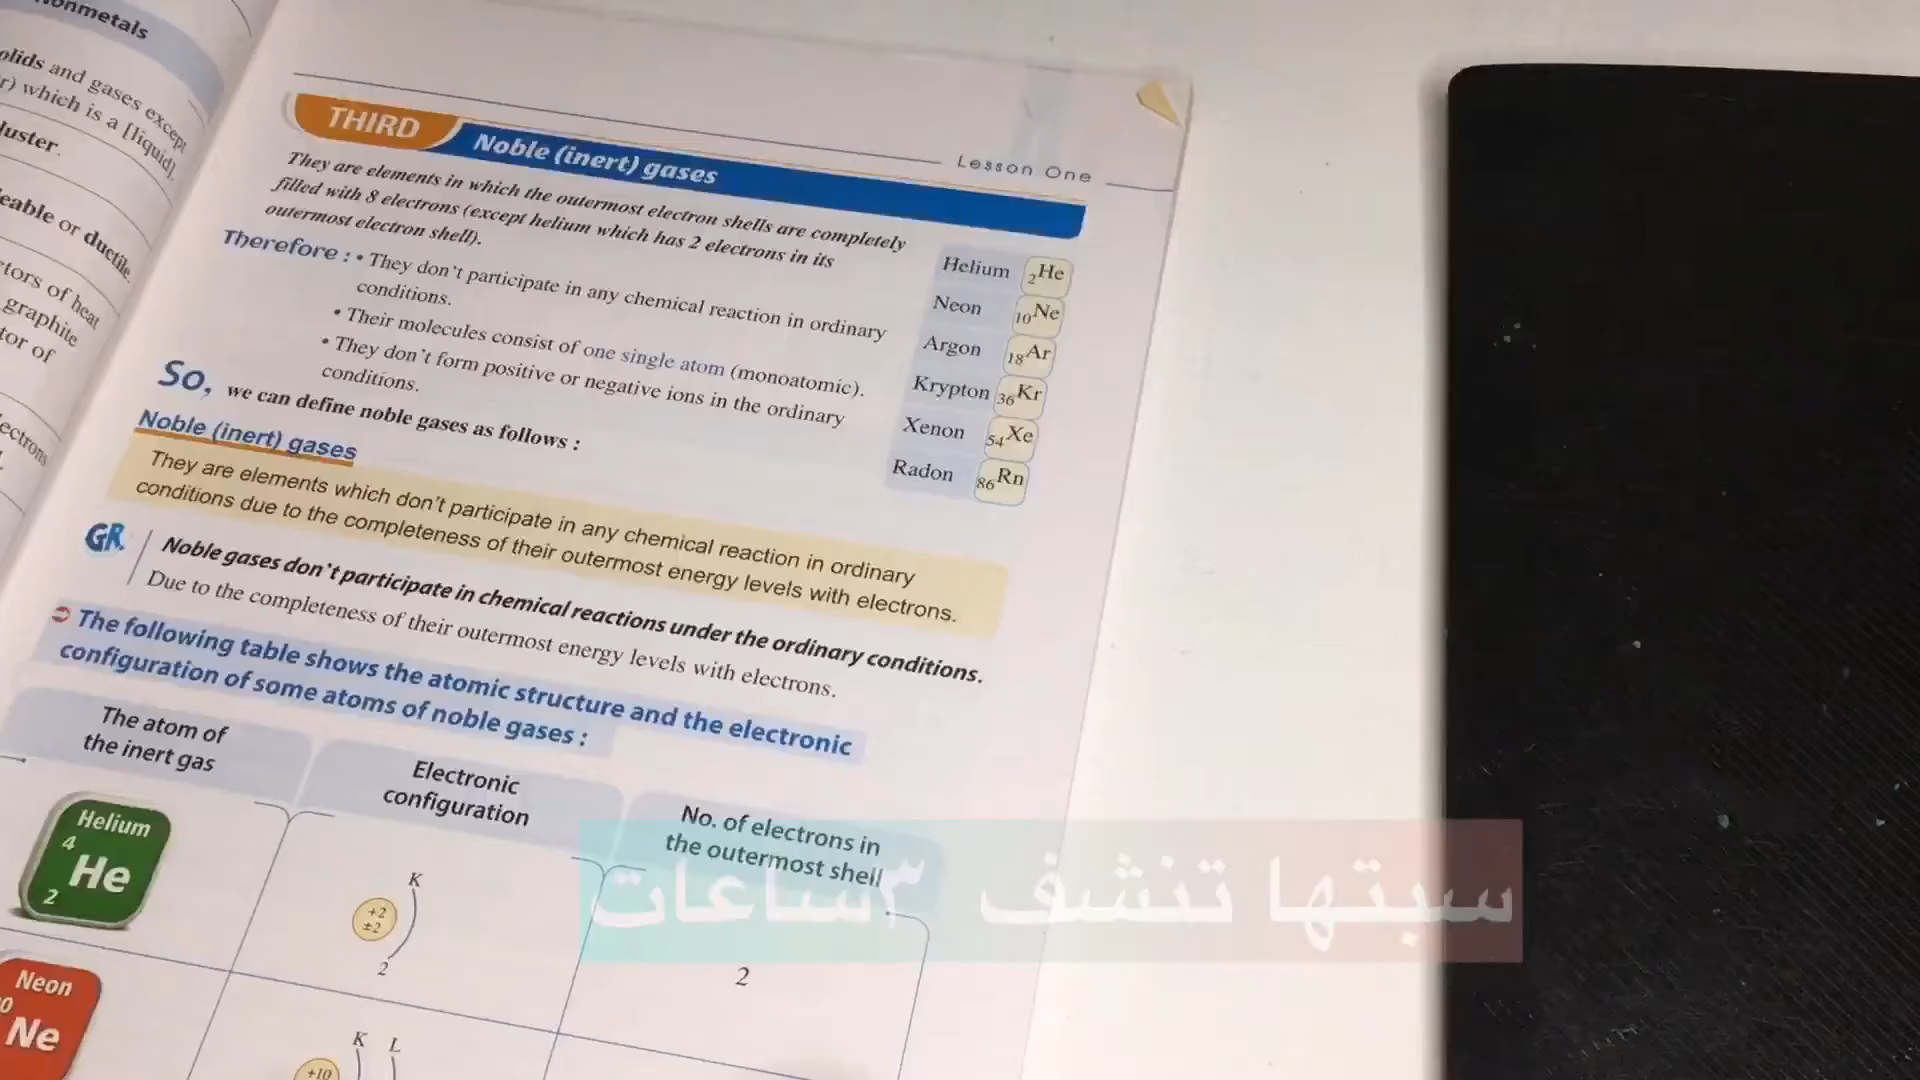 onmetals
olids and gases except
r) which is a [liquid].
luster.
eable or ductile.
ctors of heat
graphite
tor of
ectrons
Lesson One
THIRD
Noble (inert) gases
They are elements in which the outermost electron shells are completely
filled with 8 electrons (except helium which has 2 electrons in its
outermost electron shell).
Therefore : • They don't participate in any chemical reaction in ordinary
conditions.
• Their molecules consist of one single atom (monoatomic).
• They don't form positive or negative ions in the ordinary
conditions.
Helium 2He
Neon 10Ne
Argon 18Ar
Krypton 36Kr
Xenon 54Xe
Radon 86Rn
So, we can define noble gases as follows :
Noble (inert) gases
They are elements which don't participate in any chemical reaction in ordinary
conditions due to the completeness of their outermost energy levels with electrons.
GR. Noble gases don't participate in chemical reactions under the ordinary conditions.
Due to the completeness of their outermost energy levels with electrons.
The following table shows the atomic structure and the electronic
configuration of some atoms of noble gases :
The atom of
the inert gas
Electronic
configuration
No. of electrons in
the outermost shell
Helium
4
He
2
K
+2
±2
2
2
سبتها تنشف ٣ساعات
Neon
0
Ne
K L
+10